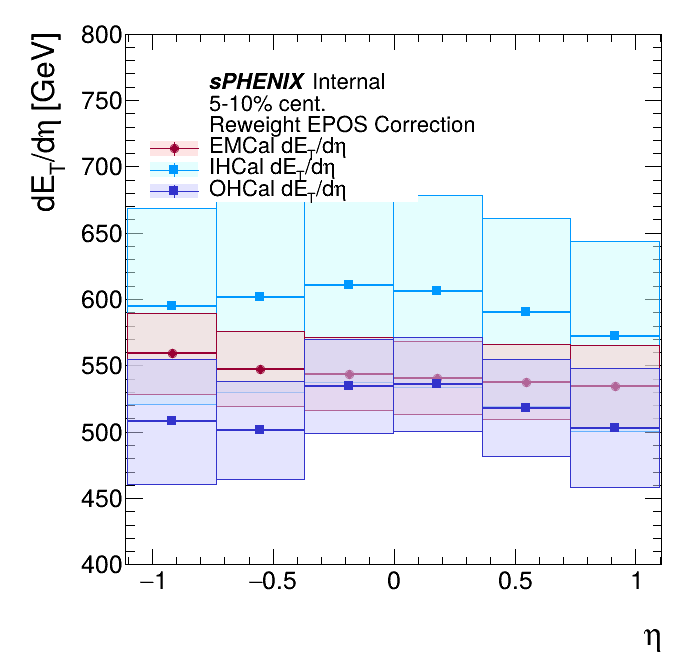 dE_T/dη [GeV]
800
750
700
650
600
550
500
450
400
sPHENIX Internal
5-10% cent.
Reweight EPOS Correction
EMCal dE_T/dη
IHCal dE_T/dη
OHCal dE_T/dη
−1 −0.5 0 0.5 1
η